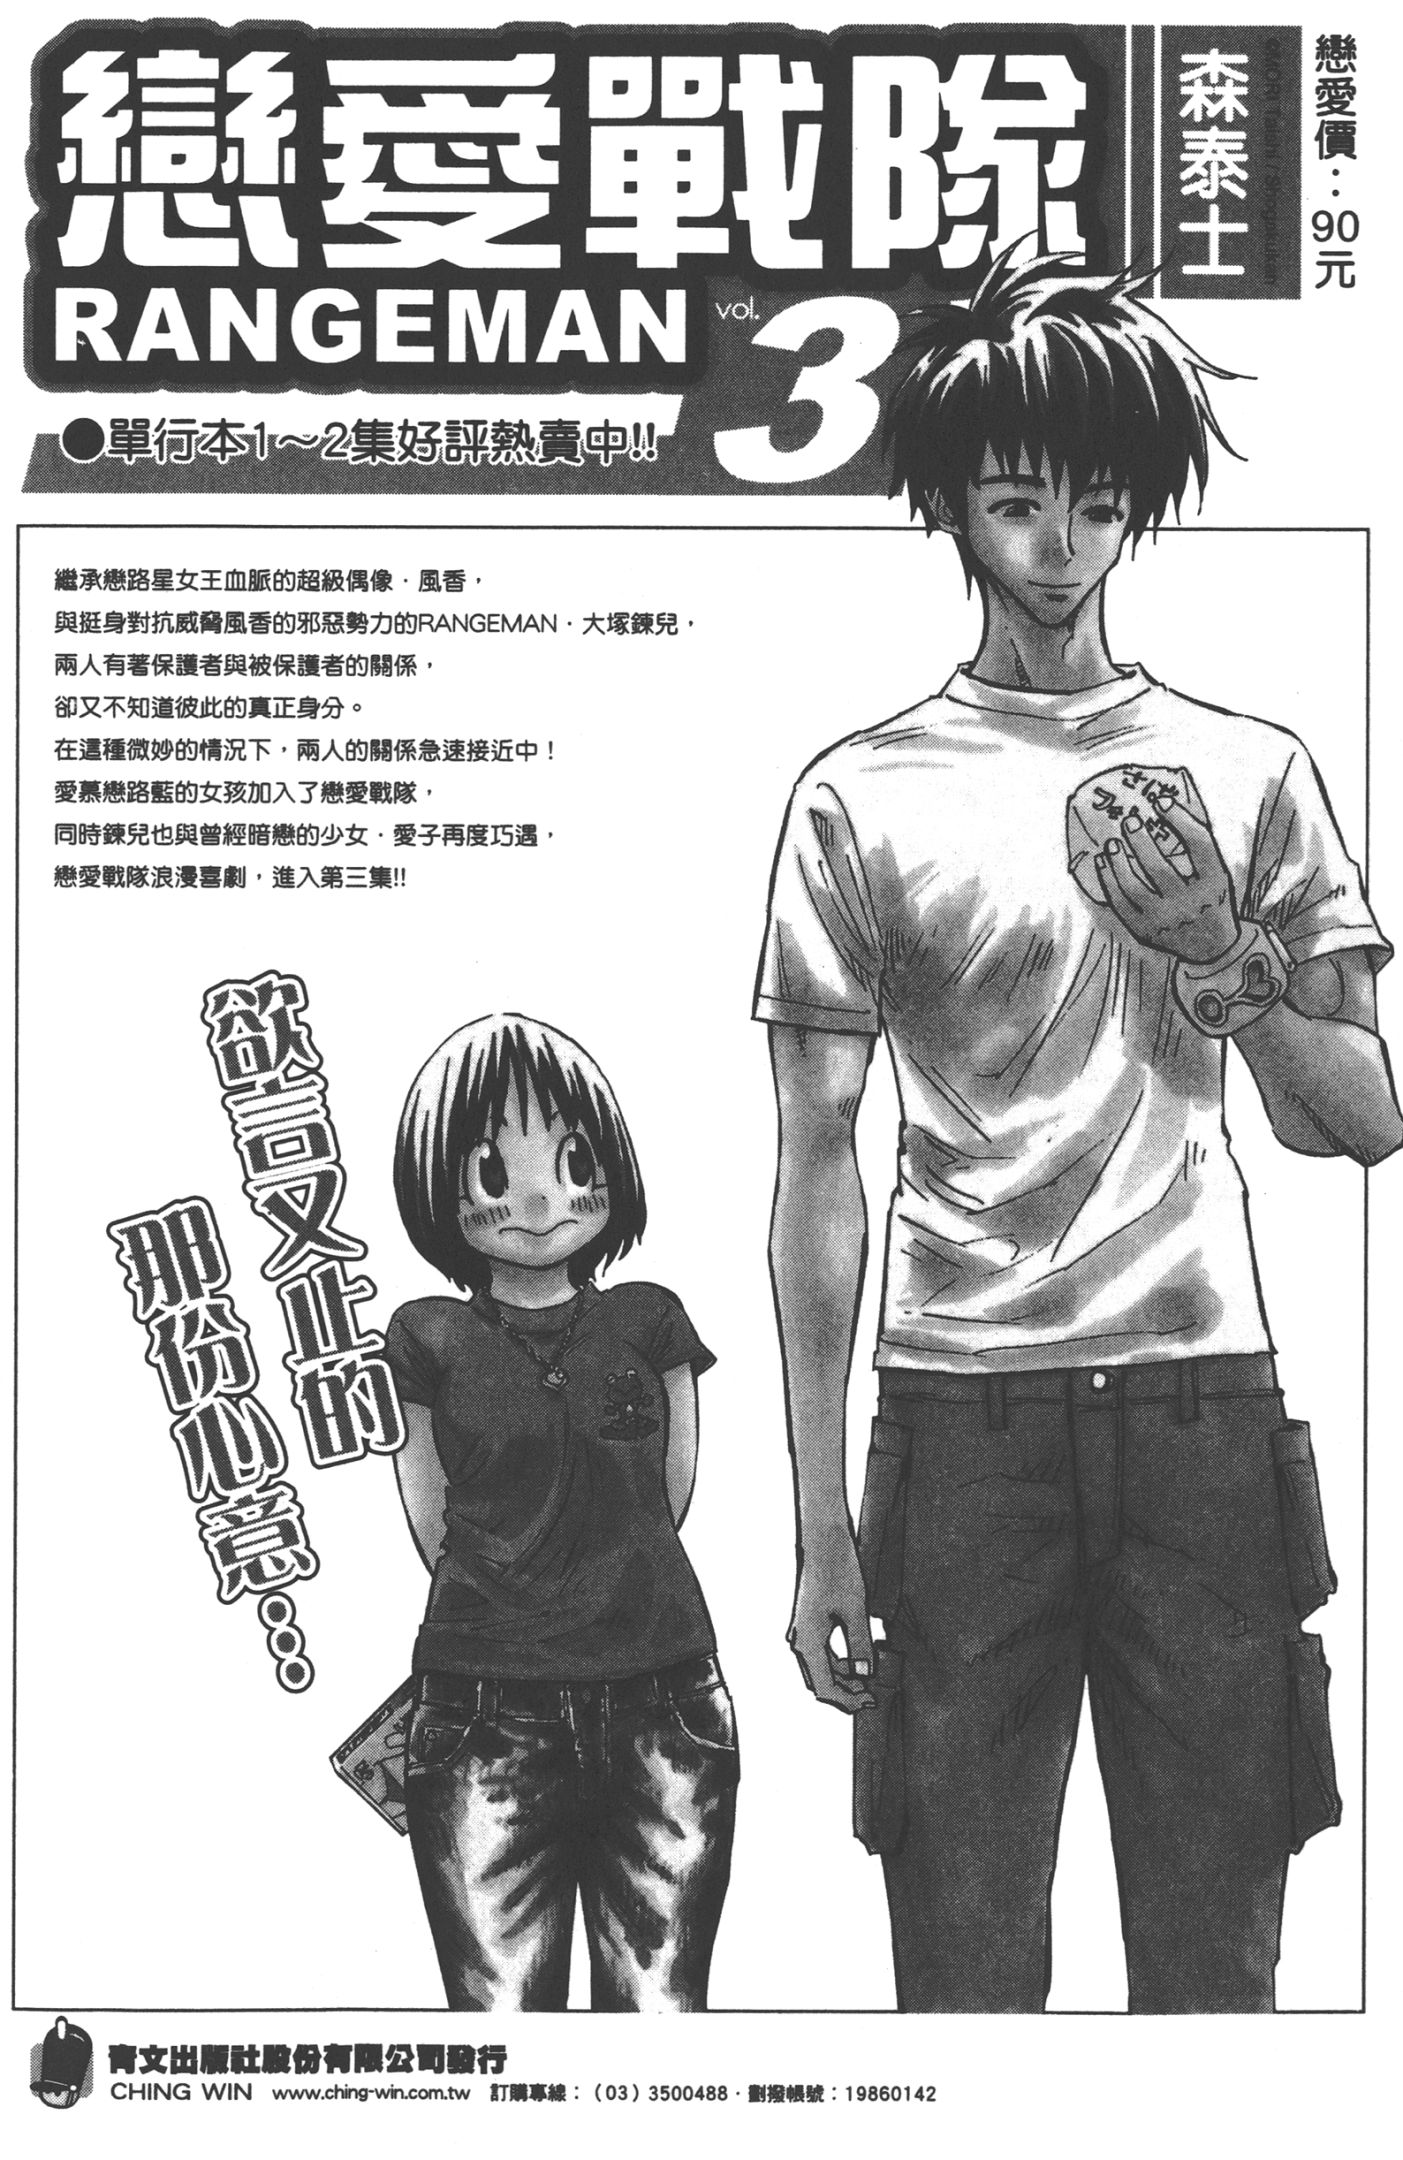 戀愛戰隊
RANGEMAN
vol.
3
森泰士
©MORI Taishi / Shogakukan
戀愛價：90元
●單行本1～2集好評熱賣中!!
繼承戀路星女王血脈的超級偶像．風香，
與挺身對抗威脅風香的邪惡勢力的RANGEMAN．大塚鍊兒，
兩人有著保護者與被保護者的關係，
卻又不知道彼此的真正身分。
在這種微妙的情況下，兩人的關係急速接近中！
愛慕戀路藍的女孩加入了戀愛戰隊，
同時鍊兒也與曾經暗戀的少女．愛子再度巧遇，
戀愛戰隊浪漫喜劇，進入第三集!!
欲言又止的
那份心意…
青文出版社股份有限公司發行
CHING WIN www.ching-win.com.tw 訂購專線：（03）3500488．劃撥帳號：19860142